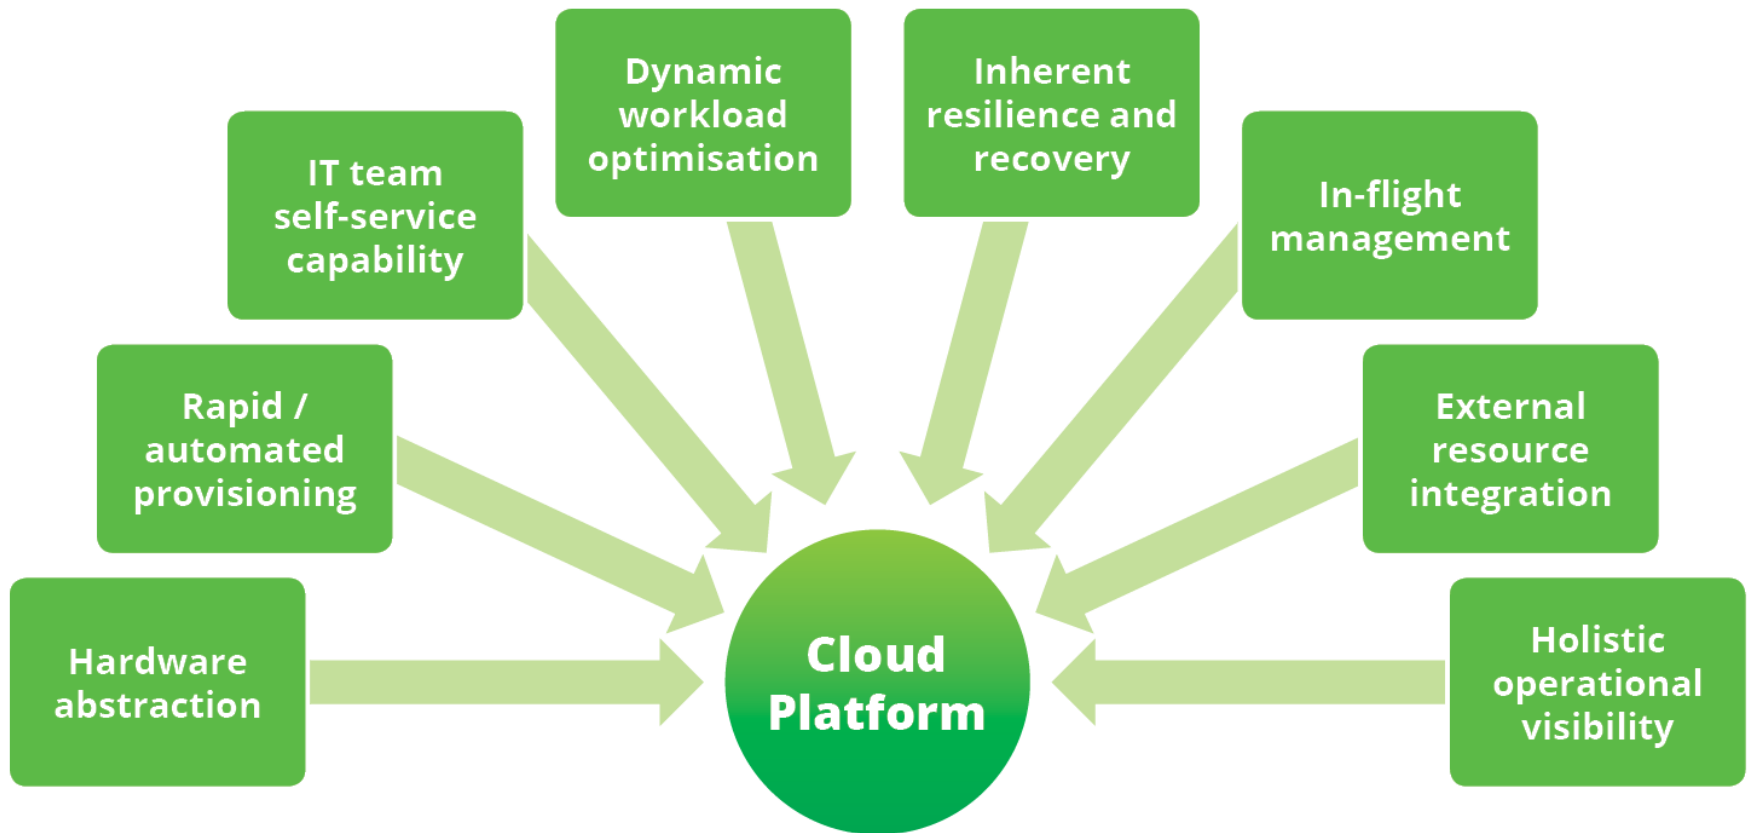 Dynamic
workload
optimisation
Inherent
resilience and
recovery
IT team
self-service
capability
In-flight
management
Rapid /
automated
provisioning
External
resource
integration
Hardware
abstraction
Cloud
Platform
Holistic
operational
visibility